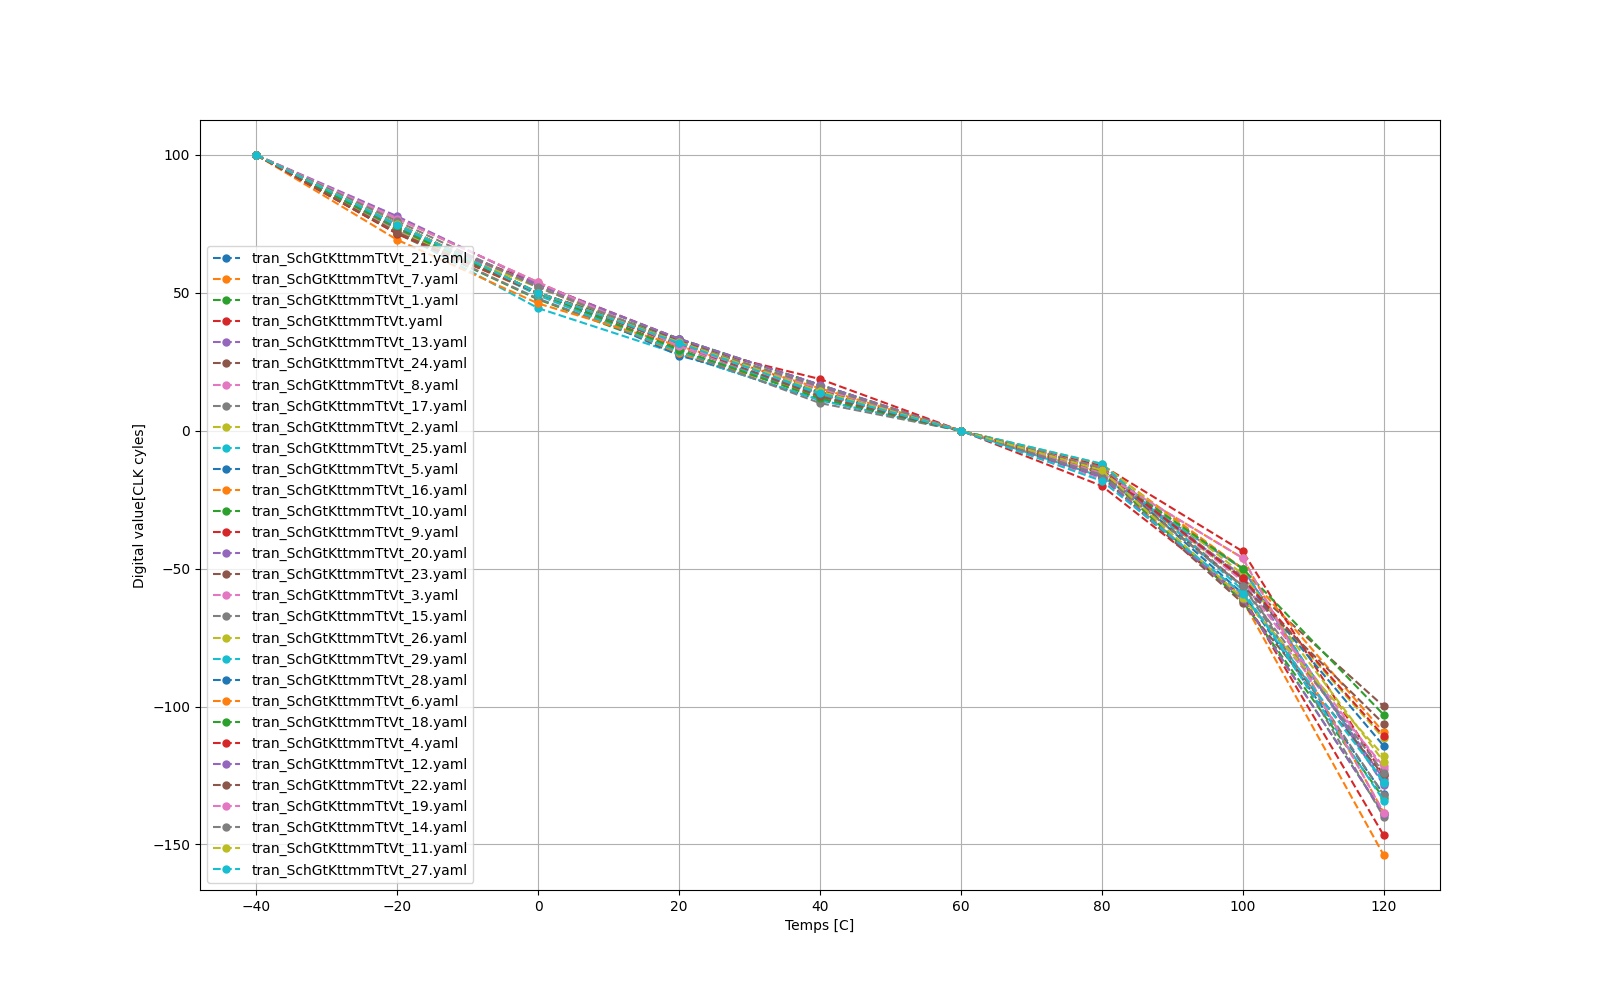 100
50
0
−50
−100
−150
Digital value[CLK cyles]
tran_SchGtKttmmTtVt_21.yaml
tran_SchGtKttmmTtVt_7.yaml
tran_SchGtKttmmTtVt_1.yaml
tran_SchGtKttmmTtVt.yaml
tran_SchGtKttmmTtVt_13.yaml
tran_SchGtKttmmTtVt_24.yaml
tran_SchGtKttmmTtVt_8.yaml
tran_SchGtKttmmTtVt_17.yaml
tran_SchGtKttmmTtVt_2.yaml
tran_SchGtKttmmTtVt_25.yaml
tran_SchGtKttmmTtVt_5.yaml
tran_SchGtKttmmTtVt_16.yaml
tran_SchGtKttmmTtVt_10.yaml
tran_SchGtKttmmTtVt_9.yaml
tran_SchGtKttmmTtVt_20.yaml
tran_SchGtKttmmTtVt_23.yaml
tran_SchGtKttmmTtVt_3.yaml
tran_SchGtKttmmTtVt_15.yaml
tran_SchGtKttmmTtVt_26.yaml
tran_SchGtKttmmTtVt_29.yaml
tran_SchGtKttmmTtVt_28.yaml
tran_SchGtKttmmTtVt_6.yaml
tran_SchGtKttmmTtVt_18.yaml
tran_SchGtKttmmTtVt_4.yaml
tran_SchGtKttmmTtVt_12.yaml
tran_SchGtKttmmTtVt_22.yaml
tran_SchGtKttmmTtVt_19.yaml
tran_SchGtKttmmTtVt_14.yaml
tran_SchGtKttmmTtVt_11.yaml
tran_SchGtKttmmTtVt_27.yaml
−40 −20 0 20 40 60 80 100 120
Temps [C]